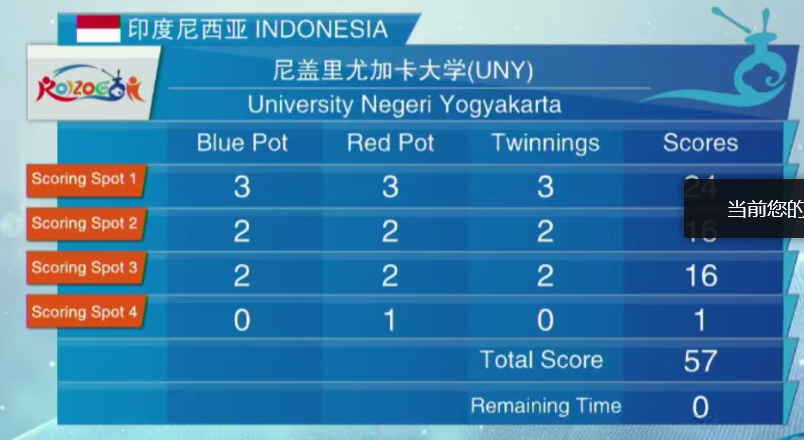 印度尼西亚 INDONESIA
尼盖里尤加卡大学(UNY)
University Negeri Yogyakarta
Blue Pot Red Pot Twinnings Scores
Scoring Spot 1 3 3 3 24
Scoring Spot 2 2 2 2 16
当前您的
Scoring Spot 3 2 2 2 16
Scoring Spot 4 0 1 0 1
Total Score 57
Remaining Time 0